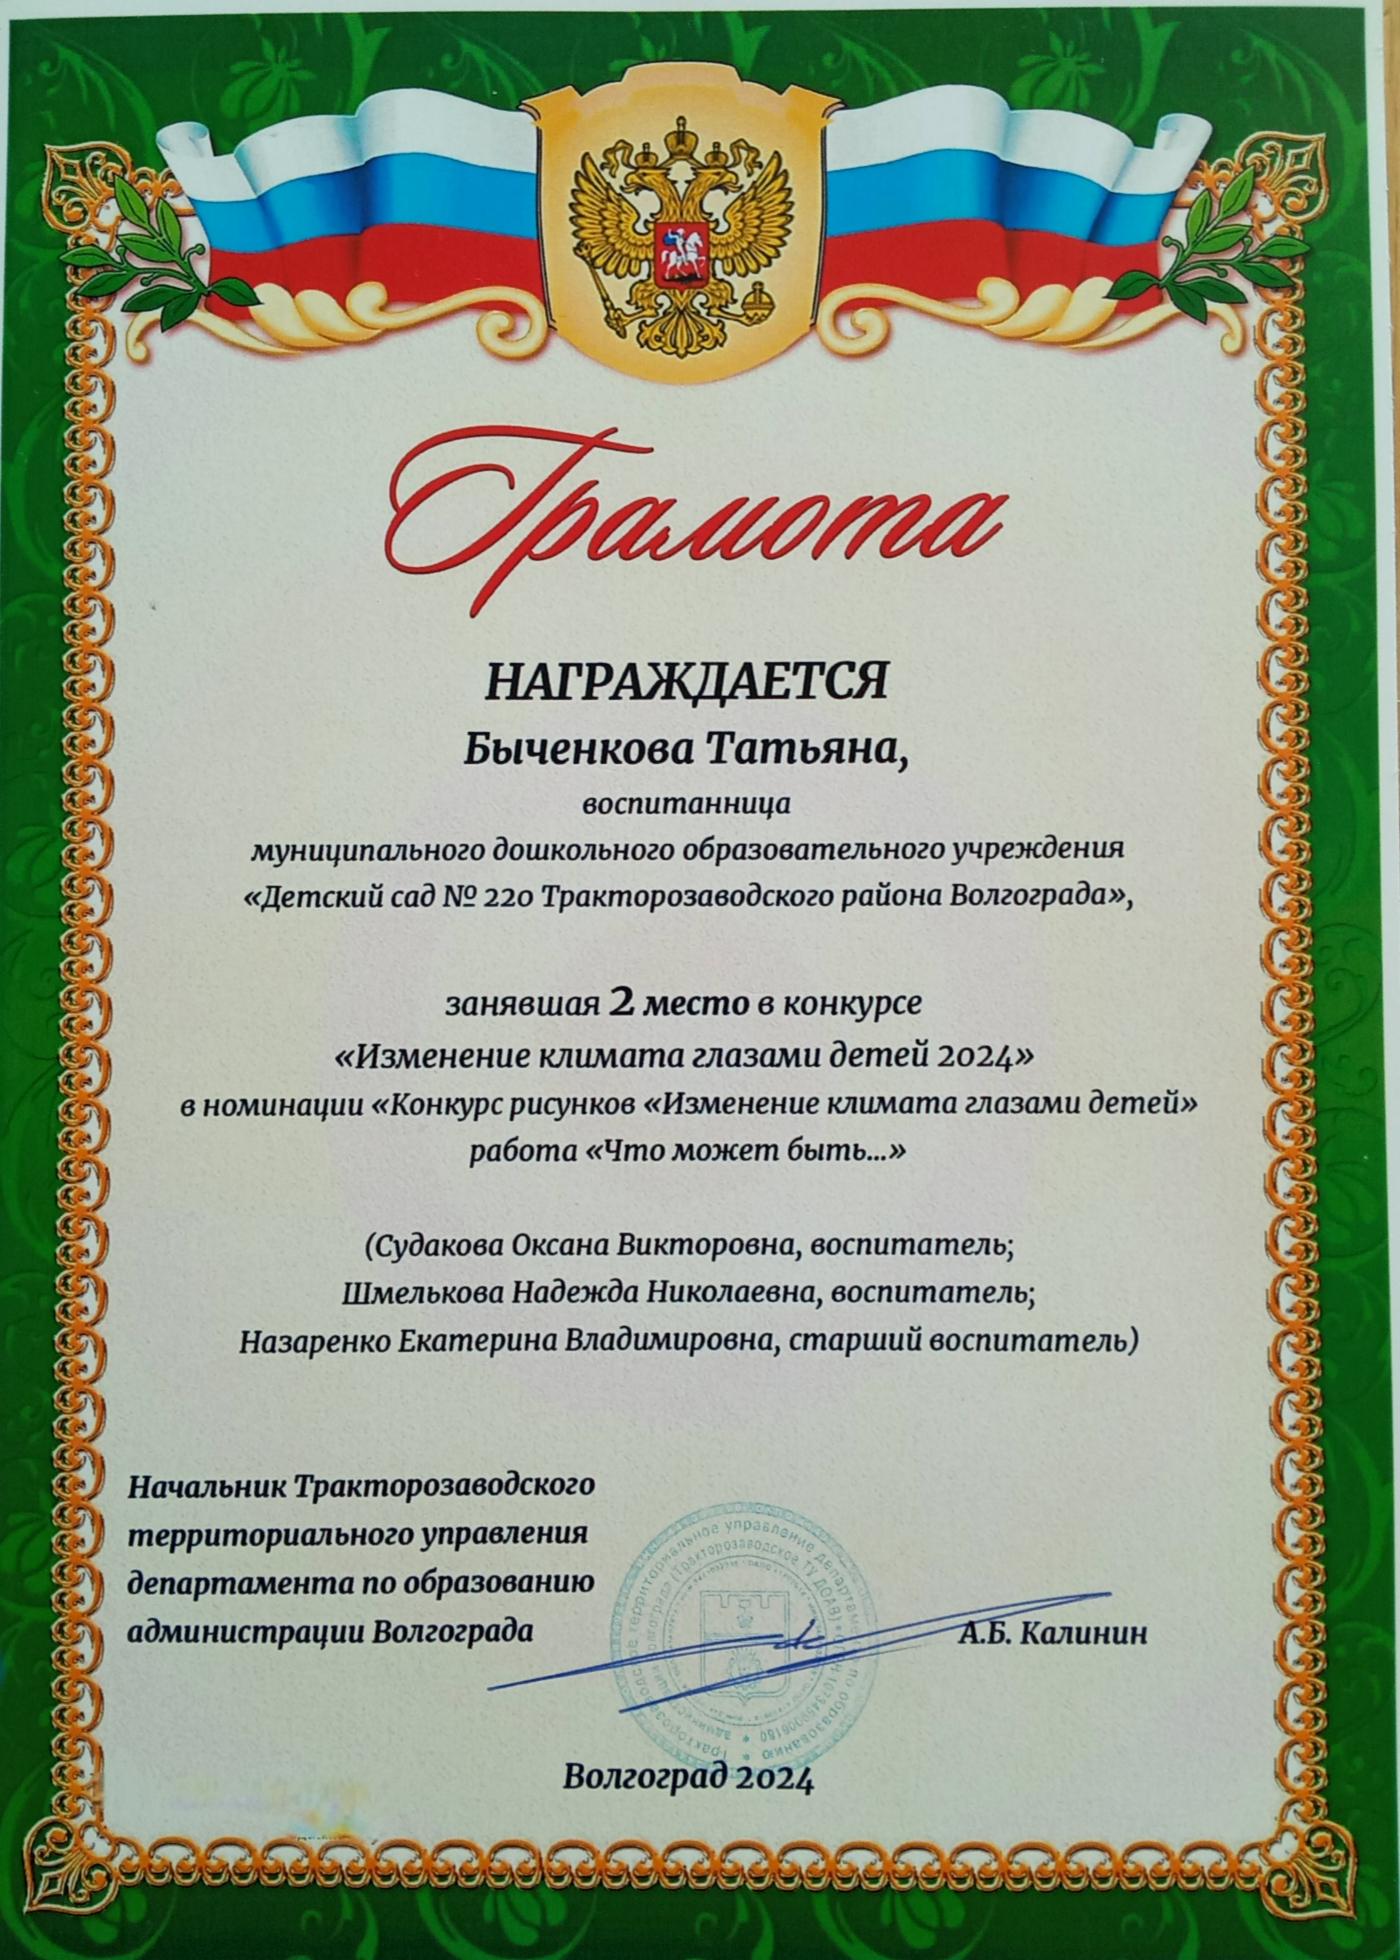 Грамота
НАГРАЖДАЕТСЯ
Быченкова Татьяна,
воспитанница
муниципального дошкольного образовательного учреждения
«Детский сад № 220 Тракторозаводского района Волгограда»,
занявшая 2 место в конкурсе
«Изменение климата глазами детей 2024»
в номинации «Конкурс рисунков «Изменение климата глазами детей»
работа «Что может быть...»
(Судакова Оксана Викторовна, воспитатель;
Шмелькова Надежда Николаевна, воспитатель;
Назаренко Екатерина Владимировна, старший воспитатель)
Начальник Тракторозаводского
территориального управления
департамента по образованию
администрации Волгограда
А.Б. Калинин
Волгоград 2024